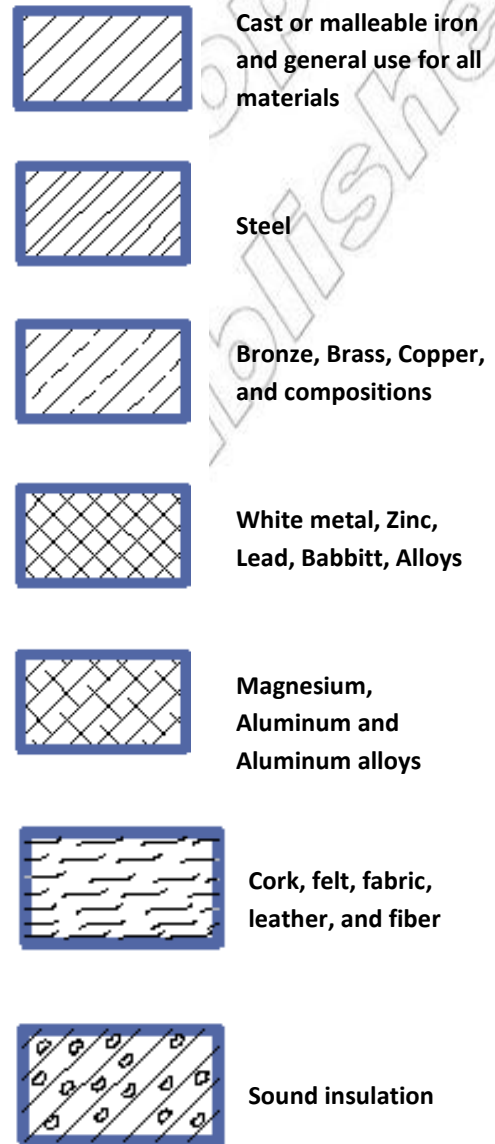 Cast or malleable iron
and general use for all
materials
Steel
Bronze, Brass, Copper,
and compositions
White metal, Zinc,
Lead, Babbitt, Alloys
Magnesium,
Aluminum and
Aluminum alloys
Cork, felt, fabric,
leather, and fiber
Sound insulation